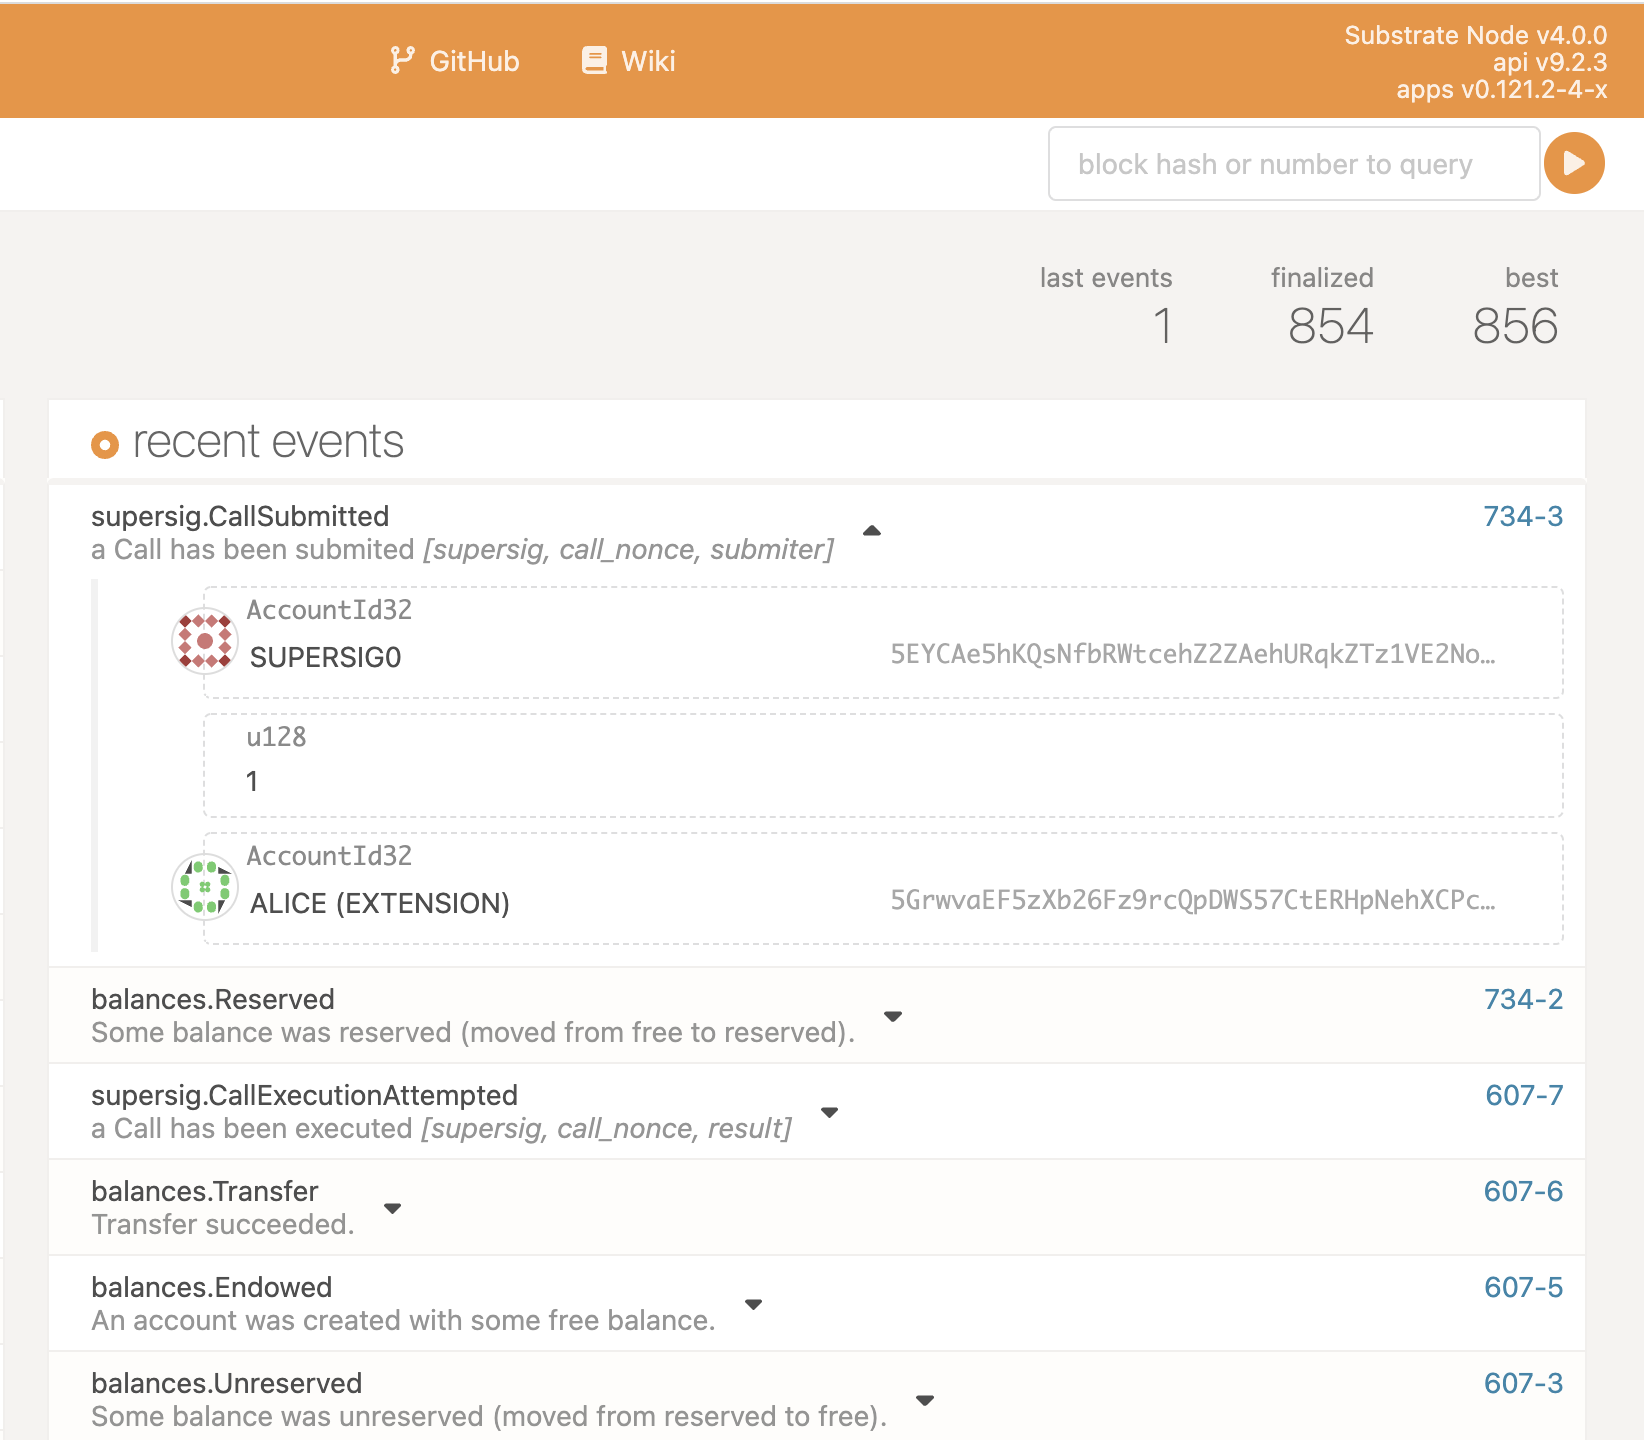 GitHub
Wiki
Substrate Node v4.0.0
api v9.2.3
apps v0.121.2-4-x
block hash or number to query
last events
1
finalized
854
best
856
recent events
supersig.CallSubmitted
734-3
a Call has been submited [supersig, call_nonce, submiter]
AccountId32
SUPERSIG0
5EYCAe5hKQsNfbRWtcehZ2ZAehURqkZTz1VE2No…
u128
1
AccountId32
ALICE (EXTENSION)
5GrwvaEF5zXb26Fz9rcQpDWS57CtERHpNehXCPc…
balances.Reserved
734-2
Some balance was reserved (moved from free to reserved).
supersig.CallExecutionAttempted
607-7
a Call has been executed [supersig, call_nonce, result]
balances.Transfer
607-6
Transfer succeeded.
balances.Endowed
607-5
An account was created with some free balance.
balances.Unreserved
607-3
Some balance was unreserved (moved from reserved to free).